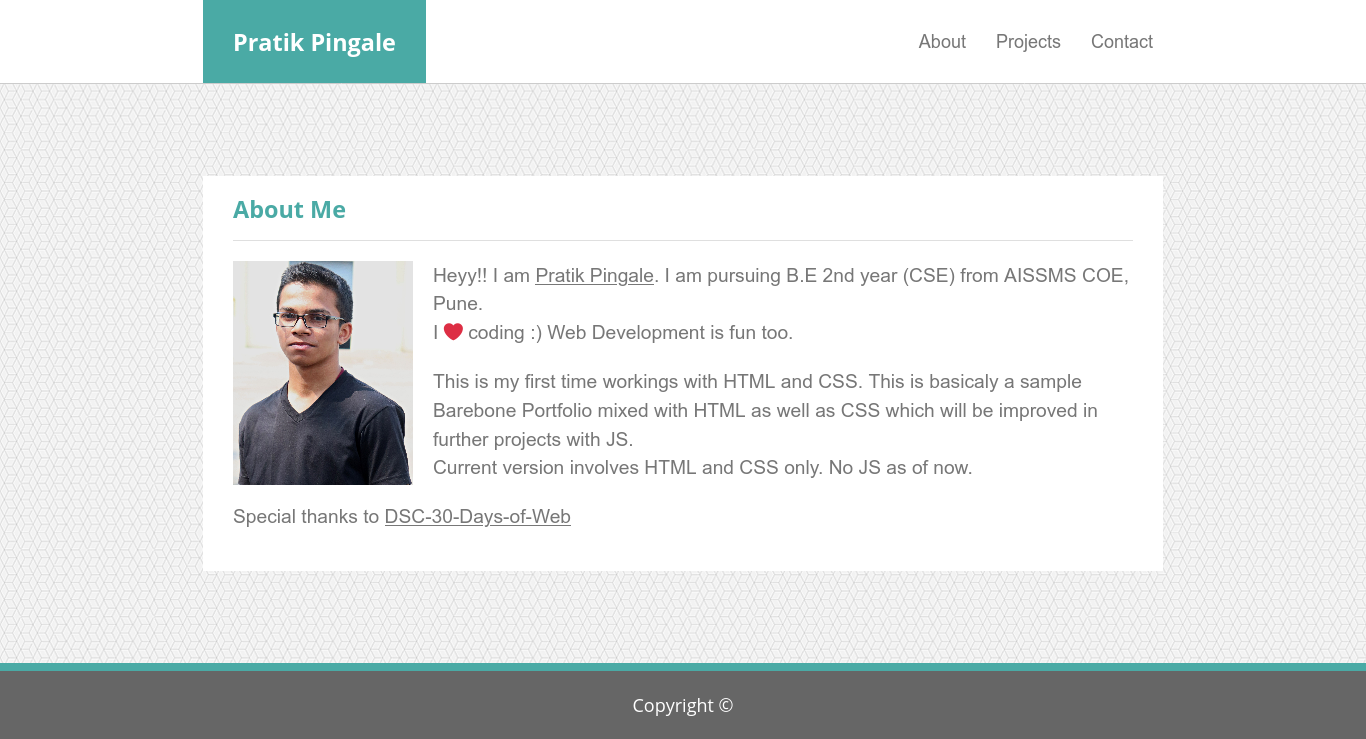 Pratik Pingale
About Projects Contact
About Me
Heyy!! I am Pratik Pingale. I am pursuing B.E 2nd year (CSE) from AISSMS COE,
Pune.
I ❤ coding :) Web Development is fun too.
This is my first time workings with HTML and CSS. This is basicaly a sample
Barebone Portfolio mixed with HTML as well as CSS which will be improved in
further projects with JS.
Current version involves HTML and CSS only. No JS as of now.
Special thanks to DSC-30-Days-of-Web
Copyright ©